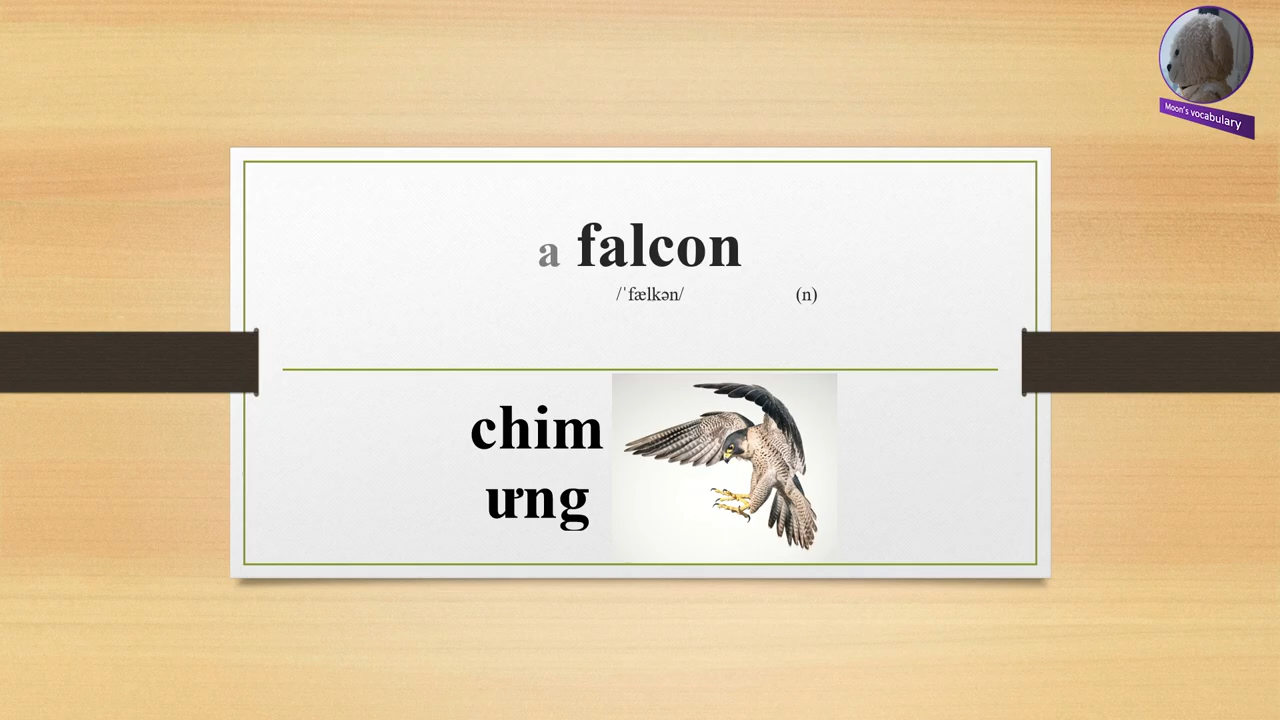 Moon's vocabulary
a falcon
/ˈfælkən/ (n)
chim
ưng